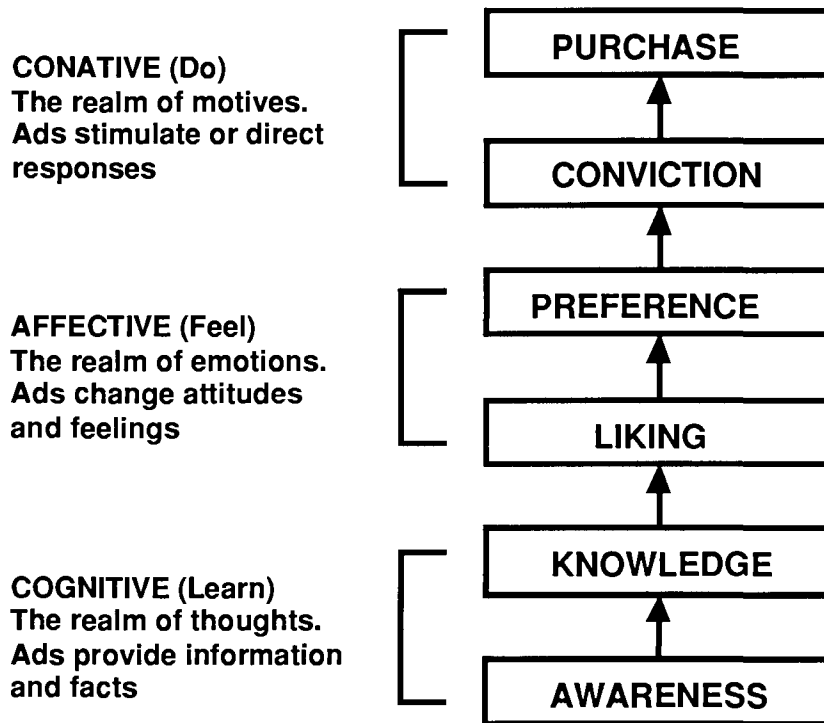 PURCHASE
CONATIVE (Do)
The realm of motives.
Ads stimulate or direct
responses
CONVICTION
PREFERENCE
AFFECTIVE (Feel)
The realm of emotions.
Ads change attitudes
and feelings
LIKING
KNOWLEDGE
COGNITIVE (Learn)
The realm of thoughts.
Ads provide information
and facts
AWARENESS